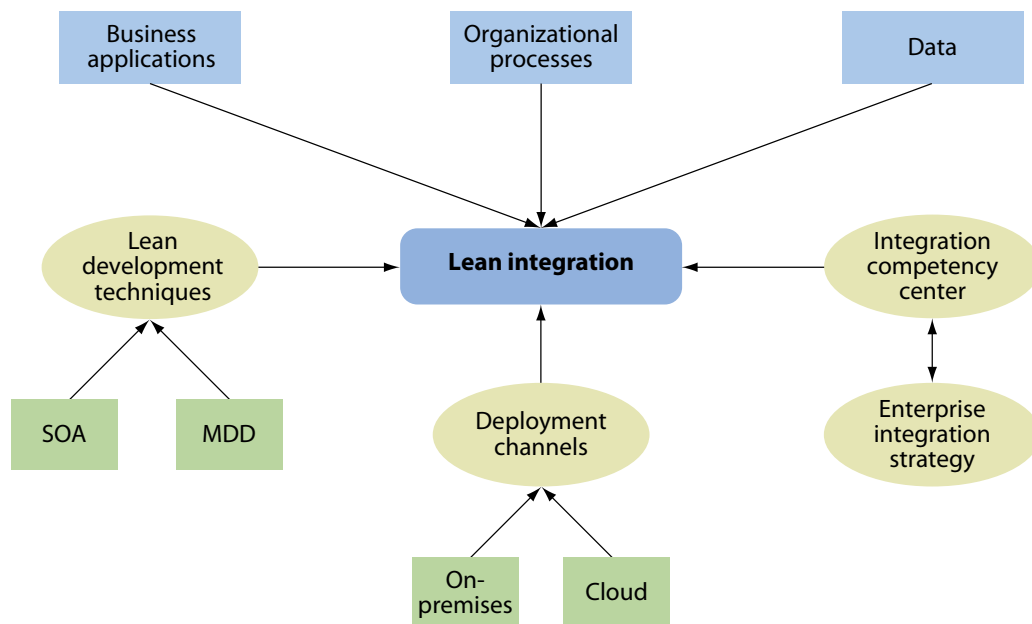 Business
applications
Organizational
processes
Data
Lean
development
techniques
Lean integration
Integration
competency
center
SOA
MDD
Deployment
channels
Enterprise
integration
strategy
On-
premises
Cloud